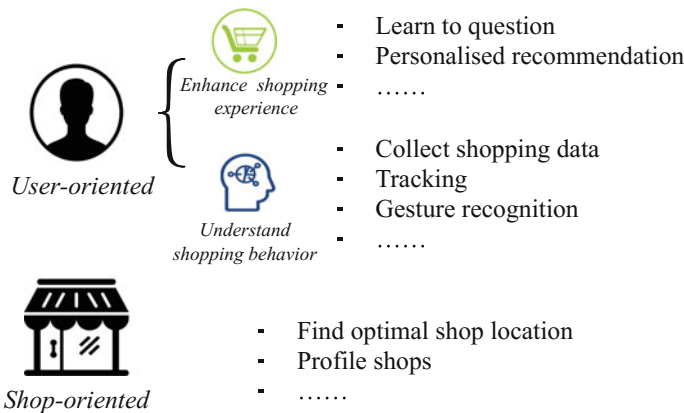 User-oriented
Enhance shopping
experience
- Learn to question
- Personalised recommendation
- ……
Understand
shopping behavior
- Collect shopping data
- Tracking
- Gesture recognition
- ……
Shop-oriented
- Find optimal shop location
- Profile shops
- ……